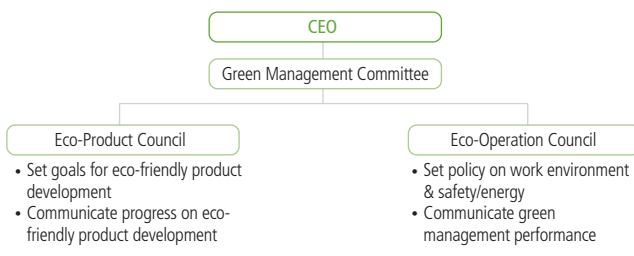 CEO
Green Management Committee
Eco-Product Council
• Set goals for eco-friendly product
development
• Communicate progress on eco-
friendly product development
Eco-Operation Council
• Set policy on work environment
& safety/energy
• Communicate green
management performance